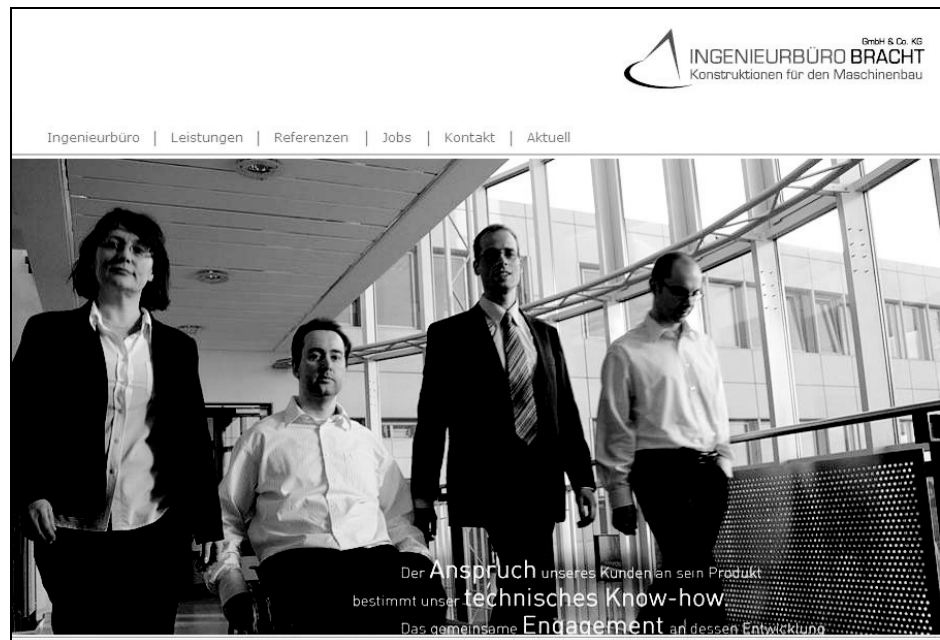 GmbH & Co. KG
INGENIEURBÜRO BRACHT
Konstruktionen für den Maschinenbau
Ingenieurbüro | Leistungen | Referenzen | Jobs | Kontakt | Aktuell
Der Anspruch unseres Kunden an sein Produkt
bestimmt unser technisches Know-how
Das gemeinsame Engagement an dessen Entwicklung